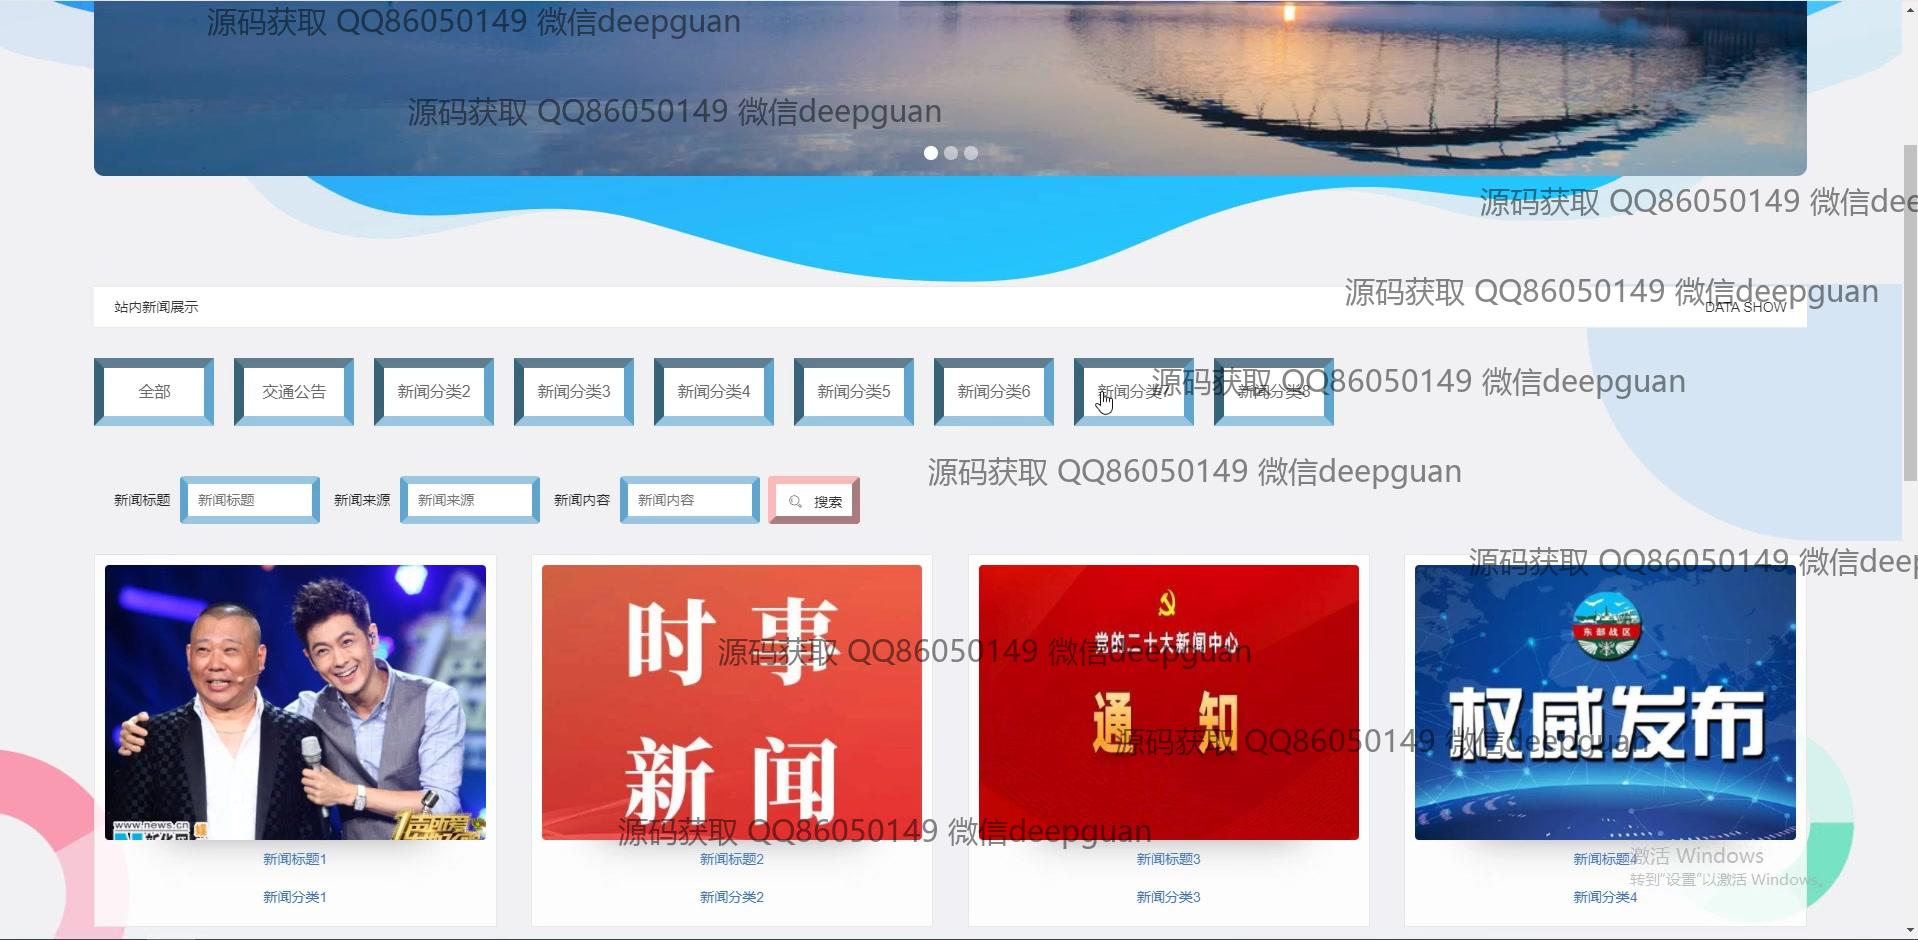 源码获取 QQ86050149 微信deepguan
源码获取 QQ86050149 微信deepguan
源码获取 QQ86050149 微信dee
源码获取 QQ86050149 微信deepguan
站内新闻展示
DATA SHOW
源码获取 QQ86050149 微信deepguan
全部
交通公告
新闻分类2
新闻分类3
新闻分类4
新闻分类5
新闻分类6
新闻分类7
新闻分类8
源码获取 QQ86050149 微信deepguan
新闻标题
新闻标题
新闻来源
新闻来源
新闻内容
新闻内容
搜索
源码获取 QQ86050149 微信deep
时事
新闻
党的二十大新闻中心
通知
东部战区
权威发布
源码获取 QQ86050149 微信deepguan
源码获取 QQ86050149 微信deepguan
源码获取 QQ86050149 微信deepguan
www.news.cn
新闻标题1
新闻标题2
新闻标题3
新闻标题4
激活 Windows
转到“设置”以激活 Windows。
新闻分类1
新闻分类2
新闻分类3
新闻分类4